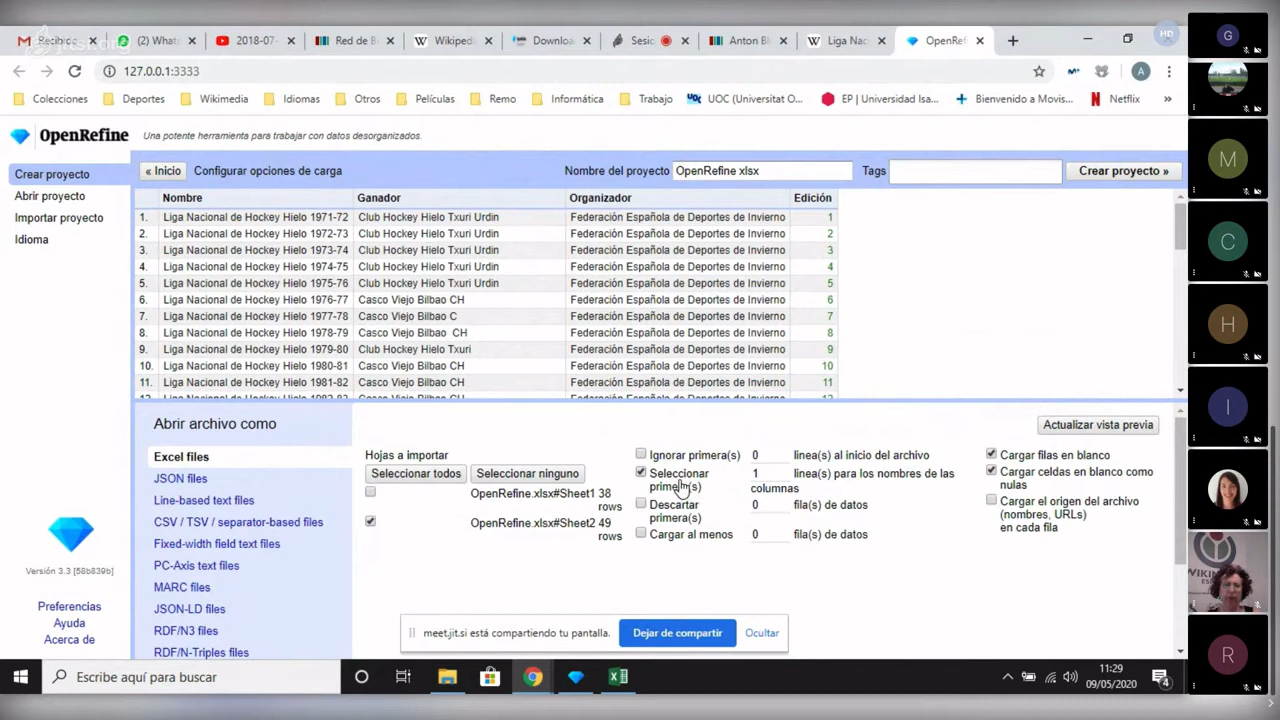 jitsi.org
Recibidos
(2) Whats
2018-07-
Red de B
Wikiped
Downloa
Sesic
Anton Bl
Liga Nac
OpenRef
HD
G
127.0.0.1:3333
A
Colecciones
Deportes
Wikimedia
Idiomas
Otros
Películas
Remo
Informática
Trabajo
UOC (Universitat O...
EP | Universidad Isa...
Bienvenido a Movis...
Netflix
»
OpenRefine
Una potente herramienta para trabajar con datos desorganizados.
Crear proyecto
Abrir proyecto
Importar proyecto
Idioma
« Inicio
Configurar opciones de carga
Nombre del proyecto
OpenRefine xlsx
Tags
Crear proyecto »
M
Nombre Ganador Organizador Edición
1. Liga Nacional de Hockey Hielo 1971-72 Club Hockey Hielo Txuri Urdin Federación Española de Deportes de Invierno 1
2. Liga Nacional de Hockey Hielo 1972-73 Club Hockey Hielo Txuri Urdin Federación Española de Deportes de Invierno 2
3. Liga Nacional de Hockey Hielo 1973-74 Club Hockey Hielo Txuri Urdin Federación Española de Deportes de Invierno 3
4. Liga Nacional de Hockey Hielo 1974-75 Club Hockey Hielo Txuri Urdin Federación Española de Deportes de Invierno 4
5. Liga Nacional de Hockey Hielo 1975-76 Club Hockey Hielo Txuri Urdin Federación Española de Deportes de Invierno 5
6. Liga Nacional de Hockey Hielo 1976-77 Casco Viejo Bilbao CH Federación Española de Deportes de Invierno 6
7. Liga Nacional de Hockey Hielo 1977-78 Casco Viejo Bilbao C Federación Española de Deportes de Invierno 7
8. Liga Nacional de Hockey Hielo 1978-79 Casco Viejo Bilbao CH Federación Española de Deportes de Invierno 8
9. Liga Nacional de Hockey Hielo 1979-80 Club Hockey Hielo Txuri Federación Española de Deportes de Invierno 9
10. Liga Nacional de Hockey Hielo 1980-81 Casco Viejo Bilbao CH Federación Española de Deportes de Invierno 10
11. Liga Nacional de Hockey Hielo 1981-82 Casco Viejo Bilbao CH Federación Española de Deportes de Invierno 11
C
H
I
Abrir archivo como
Excel files
JSON files
Line-based text files
CSV / TSV / separator-based files
Fixed-width field text files
PC-Axis text files
MARC files
JSON-LD files
RDF/N3 files
RDF/N-Triples files
Actualizar vista previa
Hojas a importar
Seleccionar todos
Seleccionar ninguno
OpenRefine.xlsx#Sheet1 38
rows
OpenRefine.xlsx#Sheet2 49
rows
Ignorar primera(s) 0 linea(s) al inicio del archivo
Seleccionar 1 linea(s) para los nombres de las
primera(s) columnas
Descartar 0 fila(s) de datos
primera(s)
Cargar al menos 0 fila(s) de datos
Cargar filas en blanco
Cargar celdas en blanco como
nulas
Cargar el origen del archivo
(nombres, URLs)
en cada fila
Versión 3.3 [58b839b]
Preferencias
Ayuda
Acerca de
meet.jit.si está compartiendo tu pantalla.
Dejar de compartir
Ocultar
WIKI
R
Escribe aquí para buscar
11:29
09/05/2020
4